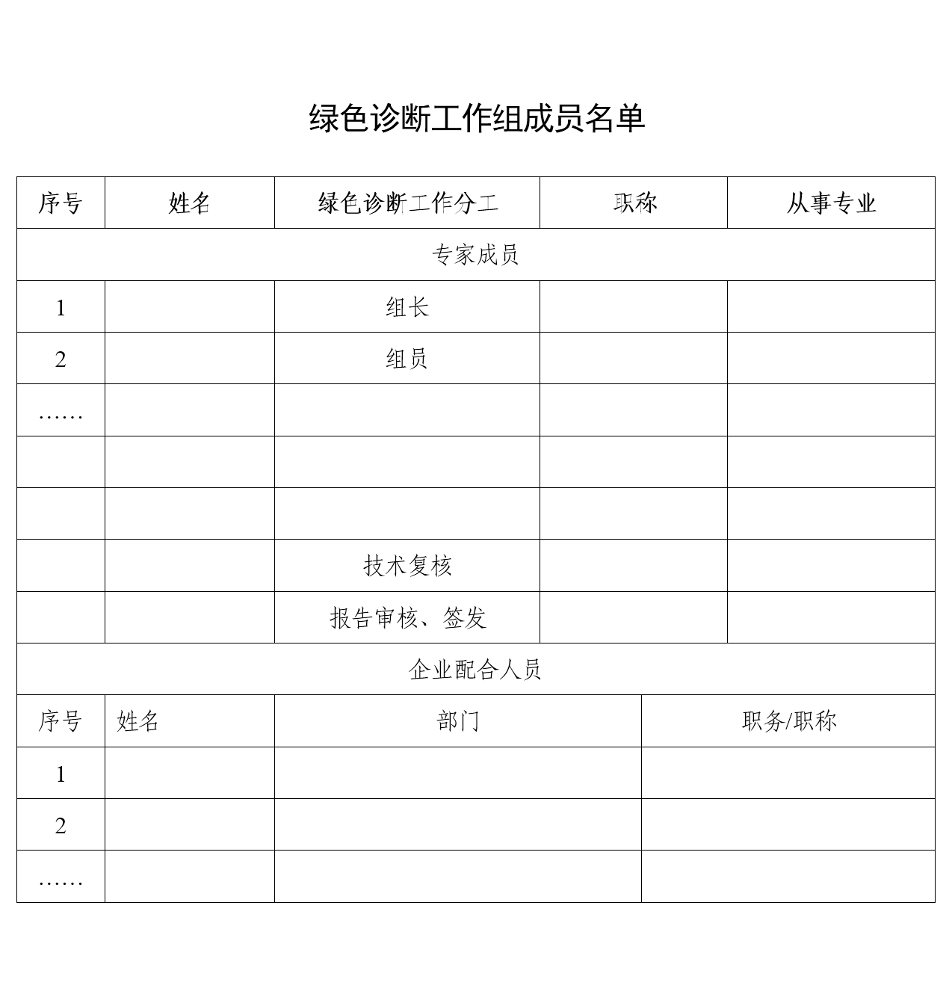 绿色诊断工作组成员名单
序号 姓名 绿色诊断工作分工 职称 从事专业
专家成员
1 组长
2 组员
……
技术复核
报告审核、签发
企业配合人员
序号 姓名 部门 职务/职称
1
2
……